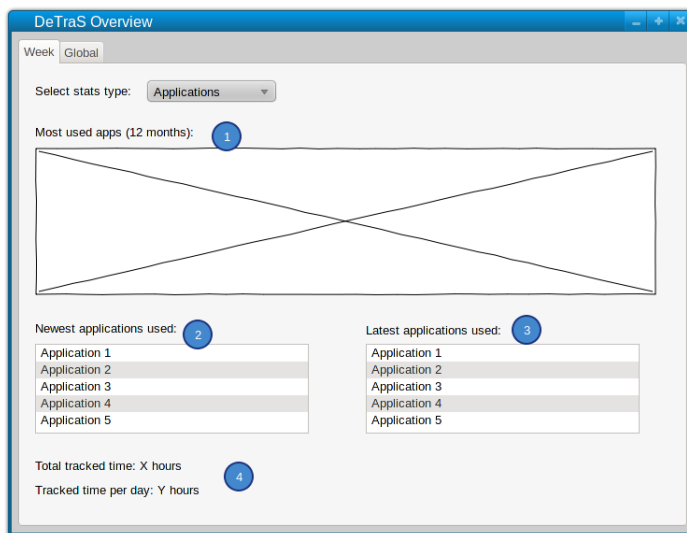 DeTraS Overview
Week Global
Select stats type: Applications
Most used apps (12 months): 1
Newest applications used: 2
Application 1
Application 2
Application 3
Application 4
Application 5
Latest applications used: 3
Application 1
Application 2
Application 3
Application 4
Application 5
Total tracked time: X hours
4
Tracked time per day: Y hours